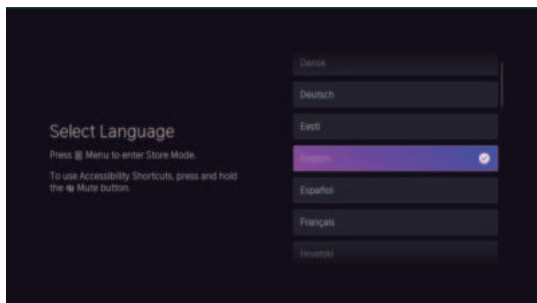 Dansk
Deutsch
Eesti
English
Español
Français
Hrvatski
Select Language
Press Menu to enter Store Mode.
To use Accessibility Shortcuts, press and hold
the Mute button.